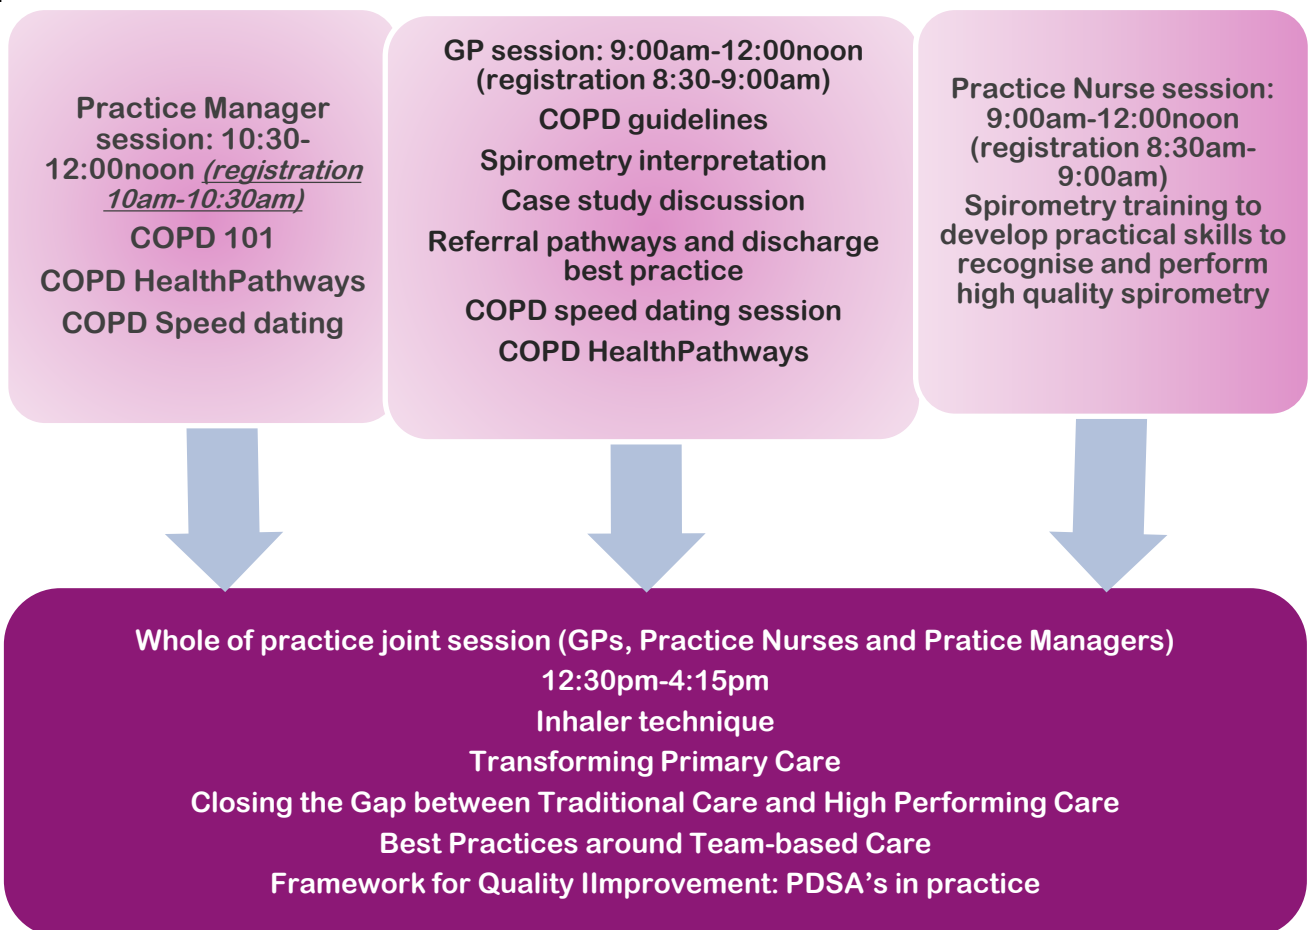 Practice Manager
session: 10:30-
12:00noon (registration
10am-10:30am)
COPD 101
COPD HealthPathways
COPD Speed dating
GP session: 9:00am-12:00noon
(registration 8:30-9:00am)
COPD guidelines
Spirometry interpretation
Case study discussion
Referral pathways and discharge
best practice
COPD speed dating session
COPD HealthPathways
Practice Nurse session:
9:00am-12:00noon
(registration 8:30am-
9:00am)
Spirometry training to
develop practical skills to
recognise and perform
high quality spirometry
Whole of practice joint session (GPs, Practice Nurses and Pratice Managers)
12:30pm-4:15pm
Inhaler technique
Transforming Primary Care
Closing the Gap between Traditional Care and High Performing Care
Best Practices around Team-based Care
Framework for Quality IImprovement: PDSA’s in practice